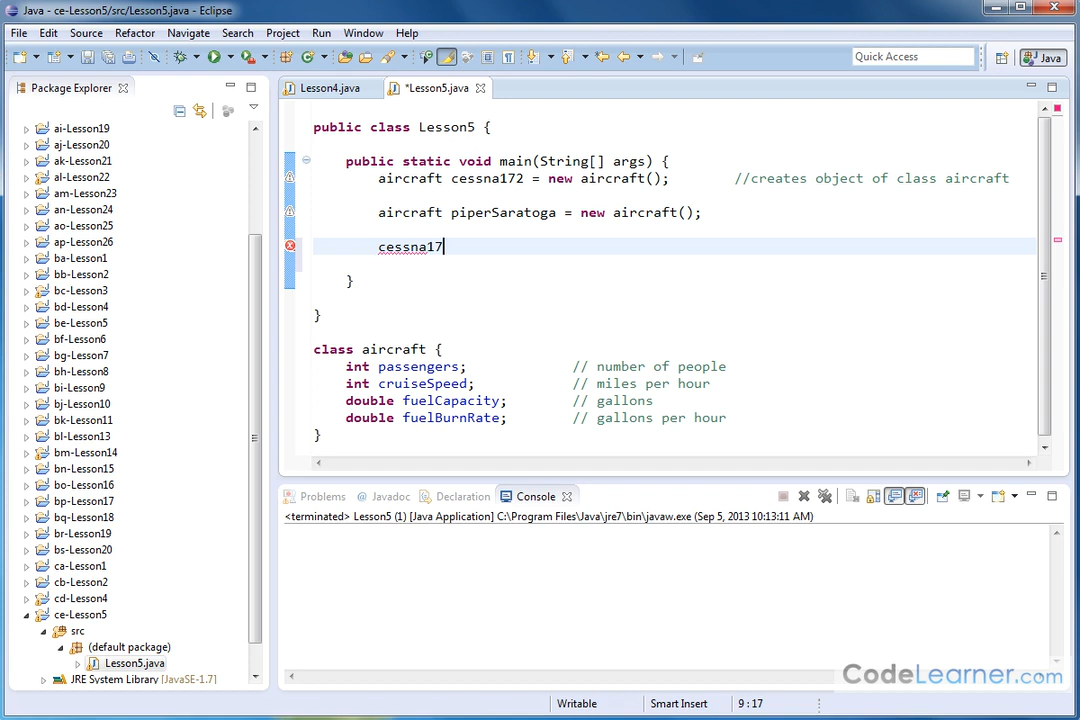 Java - ce-Lesson5/src/Lesson5.java - Eclipse
File Edit Source Refactor Navigate Search Project Run Window Help
Quick Access
Java
Package Explorer
ai-Lesson19
aj-Lesson20
ak-Lesson21
al-Lesson22
am-Lesson23
an-Lesson24
ao-Lesson25
ap-Lesson26
ba-Lesson1
bb-Lesson2
bc-Lesson3
bd-Lesson4
be-Lesson5
bf-Lesson6
bg-Lesson7
bh-Lesson8
bi-Lesson9
bj-Lesson10
bk-Lesson11
bl-Lesson13
bm-Lesson14
bn-Lesson15
bo-Lesson16
bp-Lesson17
bq-Lesson18
br-Lesson19
bs-Lesson20
ca-Lesson1
cb-Lesson2
cd-Lesson4
ce-Lesson5
src
(default package)
Lesson5.java
JRE System Library [JavaSE-1.7]
Lesson4.java *Lesson5.java
public class Lesson5 {
public static void main(String[] args) {
aircraft cessna172 = new aircraft(); //creates object of class aircraft
aircraft piperSaratoga = new aircraft();
cessna17
}
}
class aircraft {
int passengers; // number of people
int cruiseSpeed; // miles per hour
double fuelCapacity; // gallons
double fuelBurnRate; // gallons per hour
}
Problems @ Javadoc Declaration Console
<terminated> Lesson5 (1) [Java Application] C:\Program Files\Java\jre7\bin\javaw.exe (Sep 5, 2013 10:13:11 AM)
CodeLearner.com
Writable Smart Insert 9 : 17